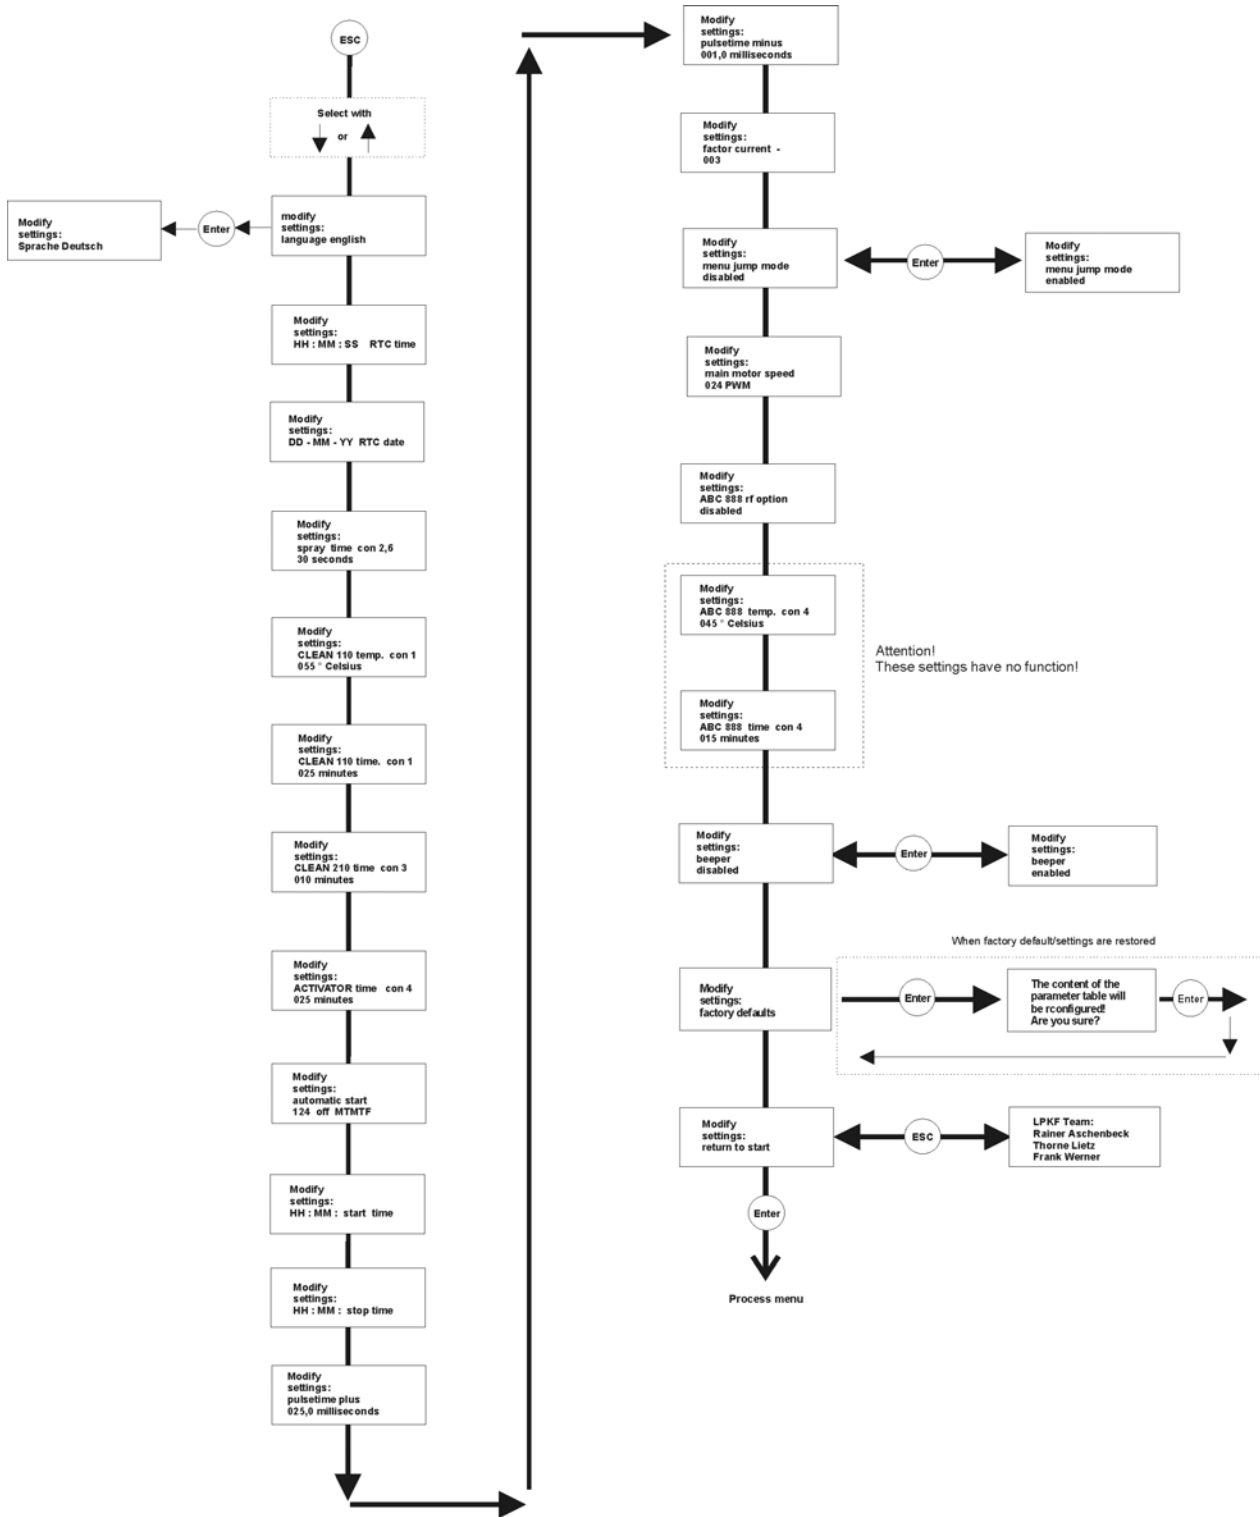 ESC
Select with
or
modify
settings:
language english
Enter
Modify
settings:
Sprache Deutsch
Modify
settings:
HH : MM : SS RTC time
Modify
settings:
DD - MM - YY RTC date
Modify
settings:
spray time con 2,6
30 seconds
Modify
settings:
CLEAN 110 temp. con 1
055 ° Celsius
Modify
settings:
CLEAN 110 time. con 1
025 minutes
Modify
settings:
CLEAN 210 time con 3
010 minutes
Modify
settings:
ACTIVATOR time con 4
025 minutes
Modify
settings:
automatic start
124 off MTMTF
Modify
settings:
HH : MM : start time
Modify
settings:
HH : MM : stop time
Modify
settings:
pulsetime plus
025,0 milliseconds
Modify
settings:
pulsetime minus
001,0 milliseconds
Modify
settings:
factor current -
003
Modify
settings:
menu jump mode
disabled
Enter
Modify
settings:
menu jump mode
enabled
Modify
settings:
main motor speed
024 PWM
Modify
settings:
ABC 888 rf option
disabled
Modify
settings:
ABC 888 temp. con 4
045 ° Celsius
Modify
settings:
ABC 888 time con 4
015 minutes
Attention!
These settings have no function!
Modify
settings:
beeper
disabled
Enter
Modify
settings:
beeper
enabled
When factory default/settings are restored
Modify
settings:
factory defaults
Enter
The content of the
parameter table will
be rconfigured!
Are you sure?
Enter
Modify
settings:
return to start
ESC
LPKF Team:
Rainer Aschenbeck
Thorne Lietz
Frank Werner
Enter
Process menu